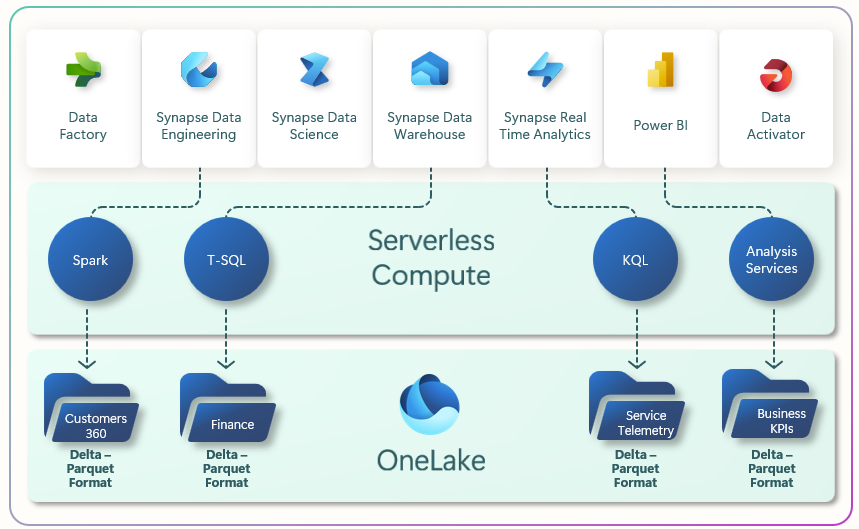 Data
Factory
Synapse Data
Engineering
Synapse Data
Science
Synapse Data
Warehouse
Synapse Real
Time Analytics
Power BI
Data
Activator
Serverless
Compute
Spark
T-SQL
KQL
Analysis
Services
Customers
360
Finance
Service
Telemetry
Business
KPIs
OneLake
Delta –
Parquet
Format
Delta –
Parquet
Format
Delta –
Parquet
Format
Delta –
Parquet
Format